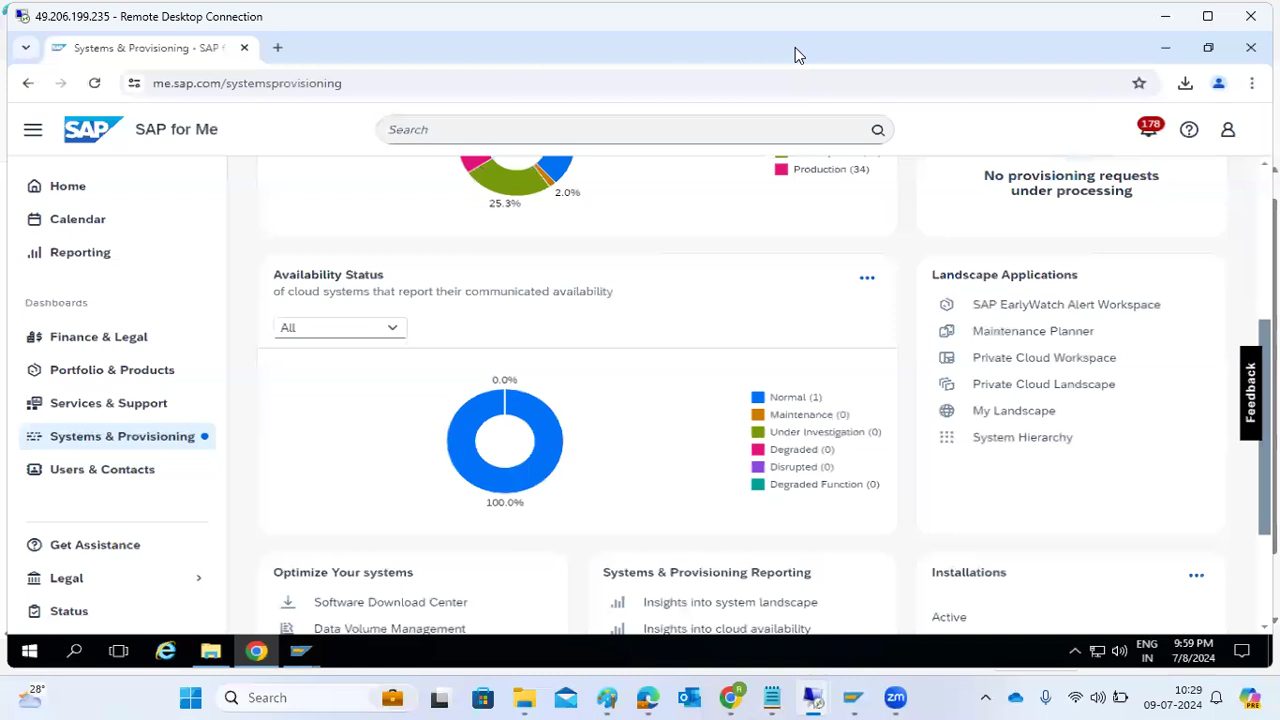 49.206.199.235 - Remote Desktop Connection
Systems & Provisioning - SAP f
me.sap.com/systemsprovisioning
SAP
SAP for Me
Search
178
Home
Calendar
Reporting
Dashboards
Finance & Legal
Portfolio & Products
Services & Support
Systems & Provisioning
Users & Contacts
Get Assistance
Legal
Status
Production (34)
2.0%
25.3%
No provisioning requests
under processing
Availability Status
of cloud systems that report their communicated availability
All
0.0%
100.0%
Normal (1)
Maintenance (0)
Under Investigation (0)
Degraded (0)
Disrupted (0)
Degraded Function (0)
Landscape Applications
SAP EarlyWatch Alert Workspace
Maintenance Planner
Private Cloud Workspace
Private Cloud Landscape
My Landscape
System Hierarchy
Feedback
Optimize Your systems
Software Download Center
Data Volume Management
Systems & Provisioning Reporting
Insights into system landscape
Insights into cloud availability
Installations
Active
ENG
IN
9:59 PM
7/8/2024
28°
Search
zm
10:29
09-07-2024
PRE